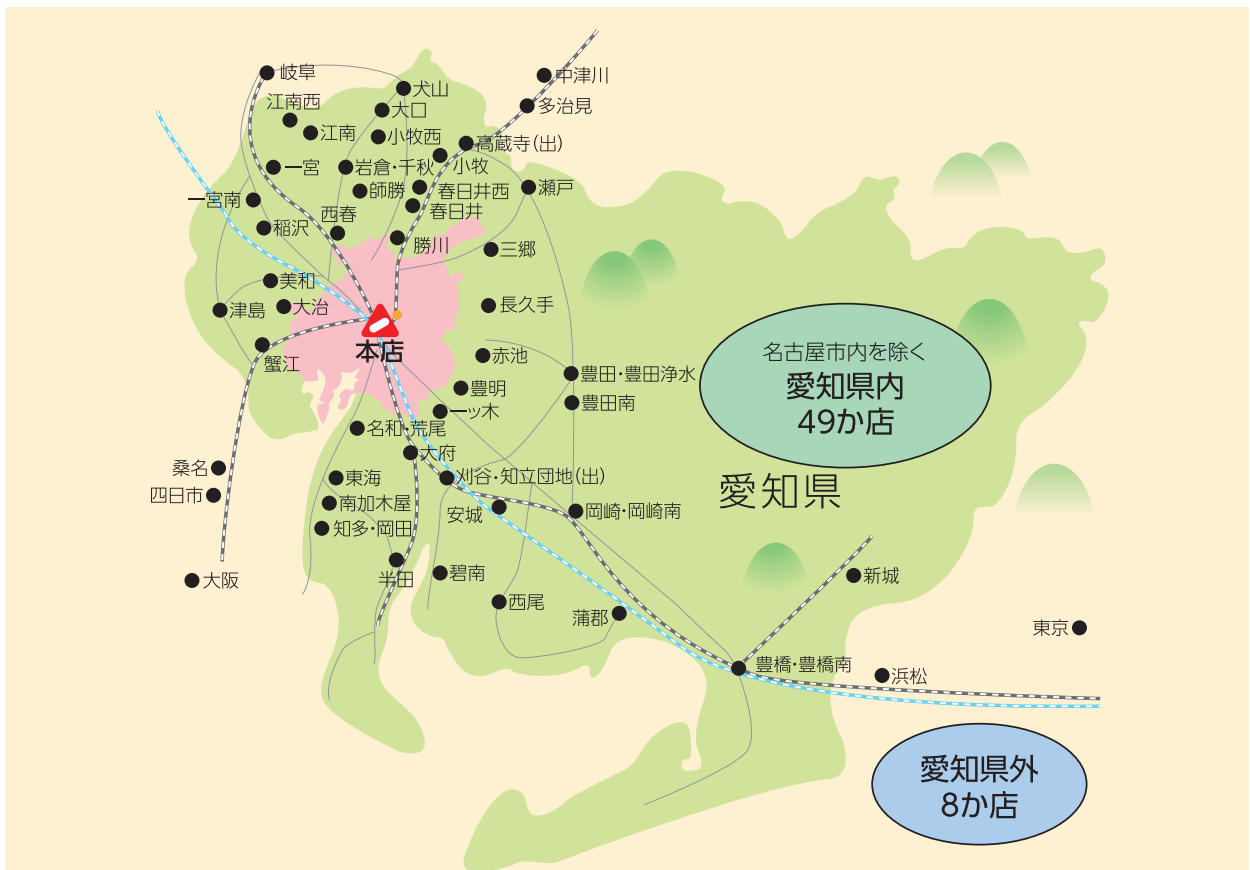 岐阜
中津川
犬山
江南西
大口
多治見
江南
小牧西
高蔵寺(出)
一宮
岩倉・千秋
小牧
師勝
春日井西
瀬戸
一宮南
春日井
西春
稲沢
勝川
三郷
美和
津島
大治
長久手
本店
赤池
蟹江
名古屋市内を除く
愛知県内
49か店
豊田・豊田浄水
豊明
豊田南
一ッ木
名和・荒尾
大府
桑名
東海
刈谷・知立団地(出)
四日市
愛知県
南加木屋
安城
岡崎・岡崎南
知多・岡田
半田
碧南
大阪
新城
西尾
蒲郡
東京
豊橋・豊橋南
浜松
愛知県外
8か店